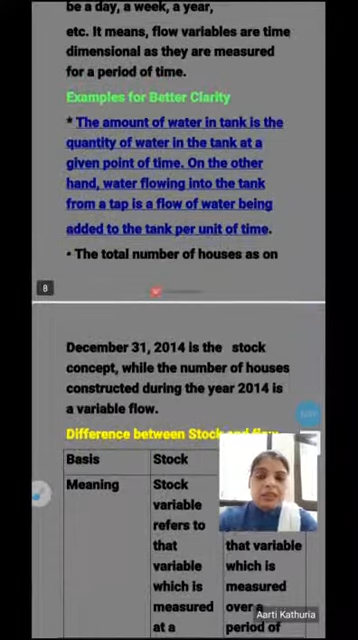 be a day, a week, a year,
etc. It means, flow variables are time
dimensional as they are measured
for a period of time.
Examples for Better Clarity
* The amount of water in tank is the
quantity of water in the tank at a
given point of time. On the other
hand, water flowing into the tank
from a tap is a flow of water being
added to the tank per unit of time.
• The total number of houses as on
8
December 31, 2014 is the stock
concept, while the number of houses
constructed during the year 2014 is
a variable flow.
Difference between Stock and flow
Basis Stock
Meaning Stock
variable
refers to
that that variable
variable which is
which is measured
measured over a
at a period of
Aarti Kathuria